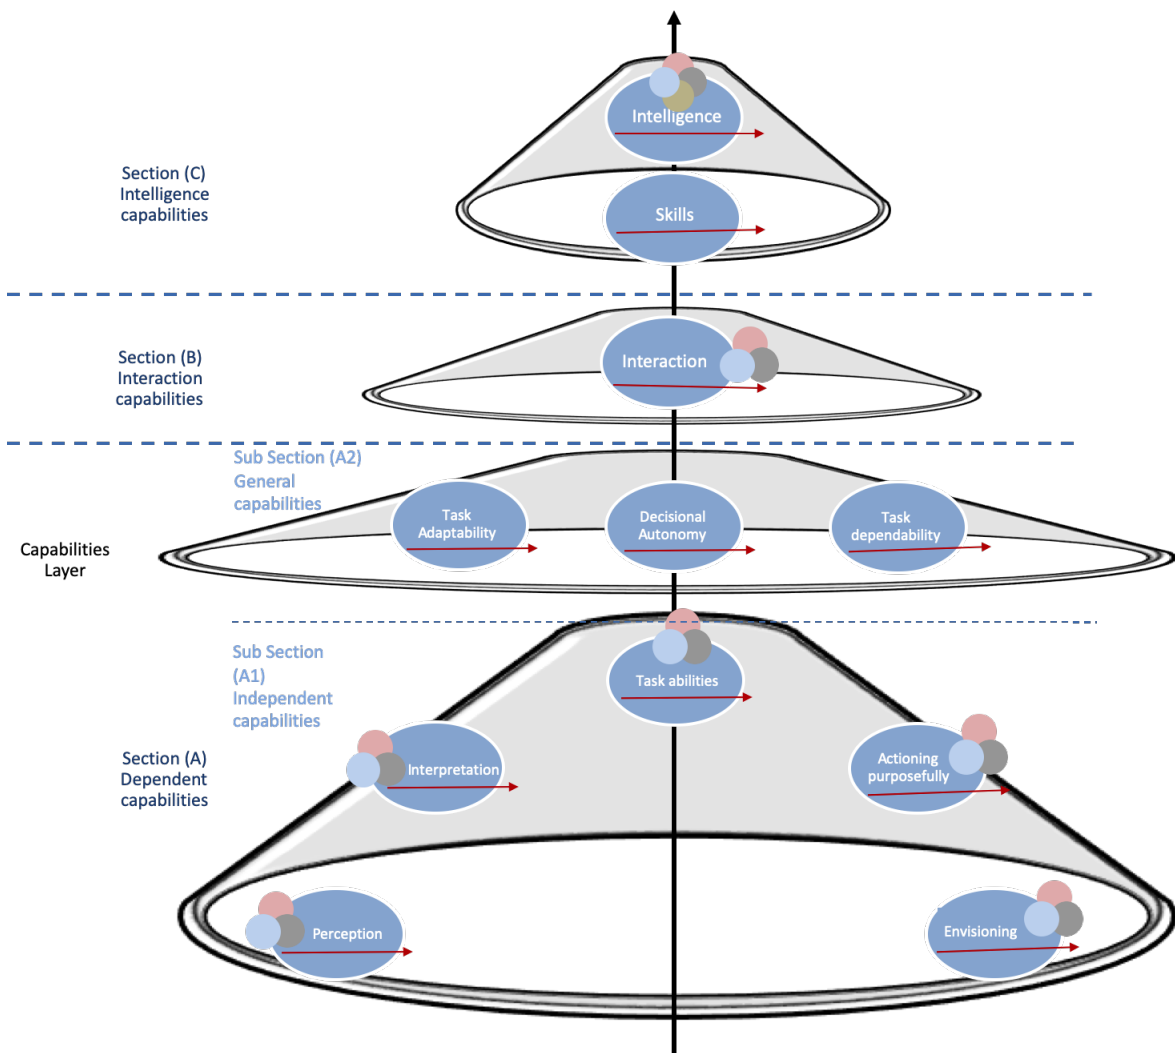 Intelligence
Section (C)
Intelligence
capabilities
Skills
Section (B)
Interaction
capabilities
Interaction
Sub Section (A2)
General
capabilities
Task
Adaptability
Decisional
Autonomy
Task
dependability
Capabilities
Layer
Sub Section
(A1)
Independent
capabilities
Task abilities
Section (A)
Dependent
capabilities
Interpretation
Actioning
purposefully
Perception
Envisioning